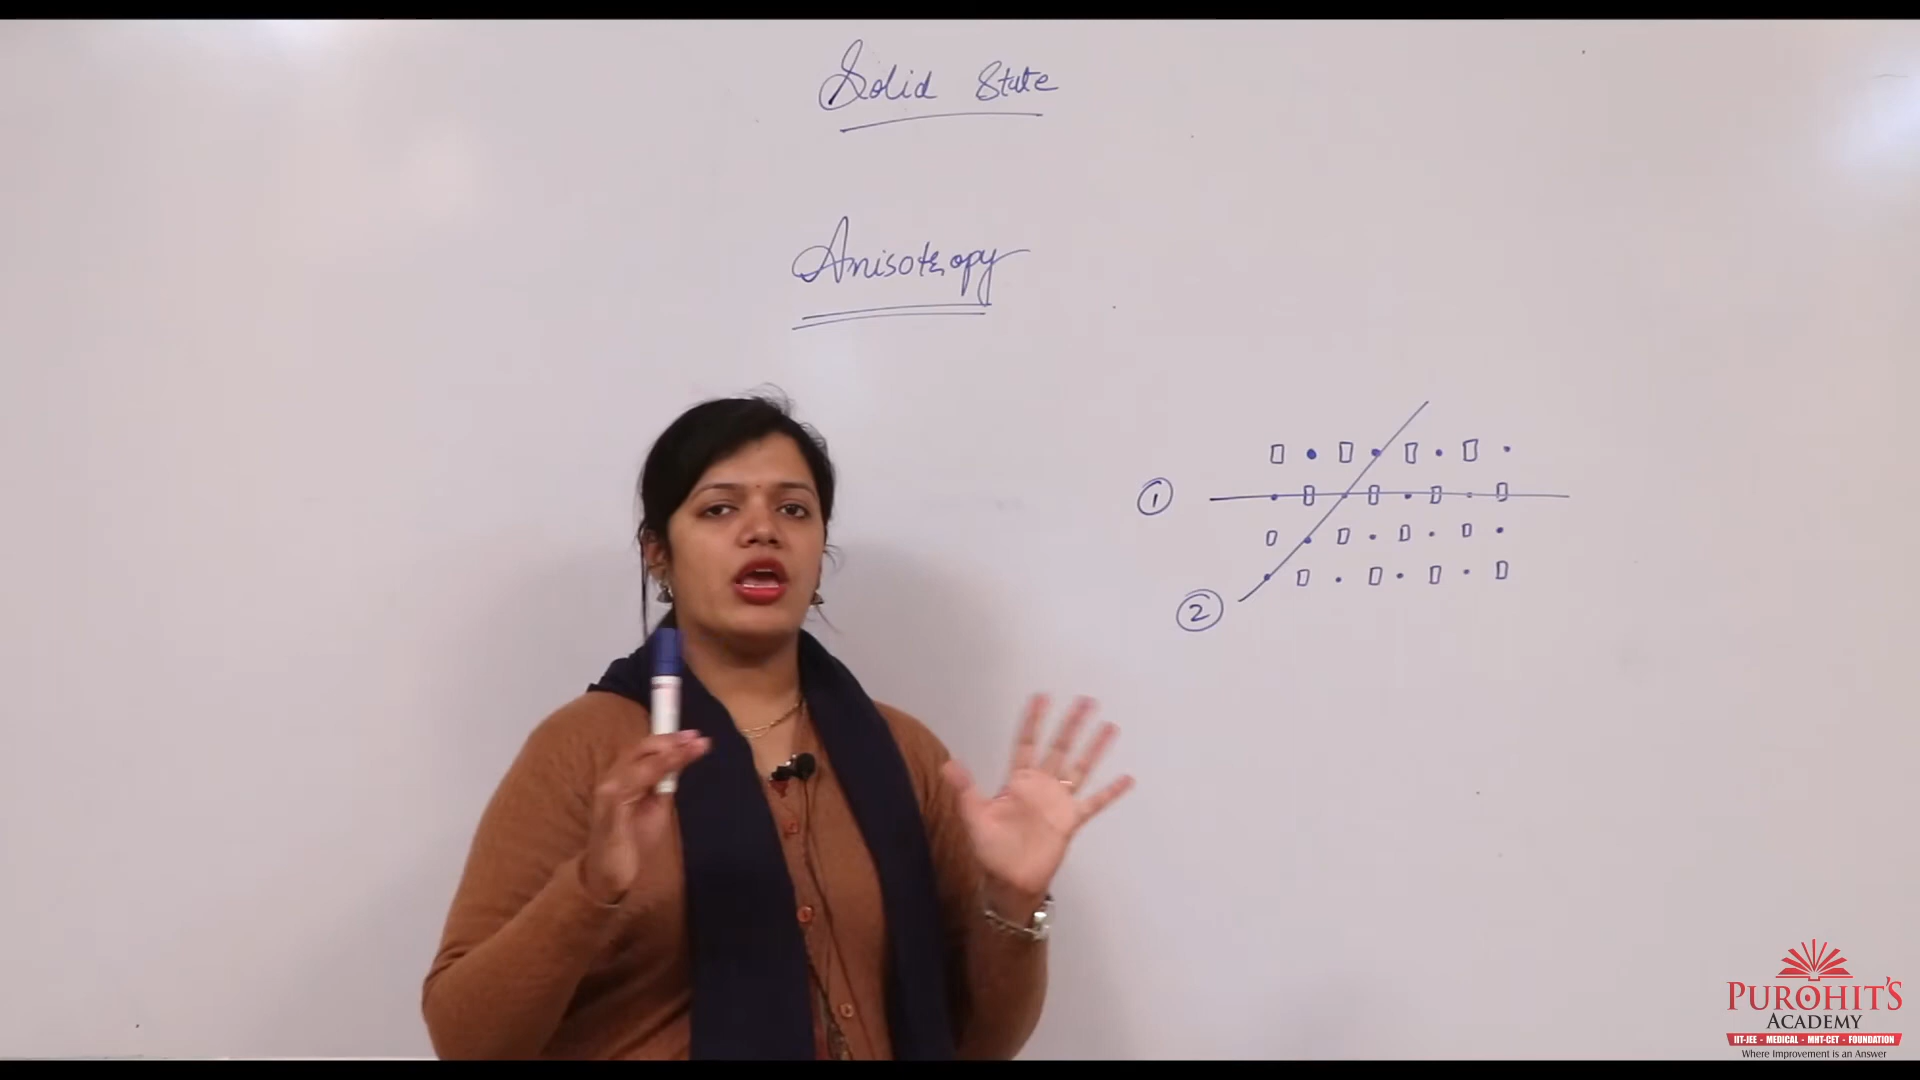 Solid State
Anisotropy
1
2
PUROHIT'S
ACADEMY
IIT-JEE - MEDICAL - MHT-CET - FOUNDATION
Where Improvement is an Answer